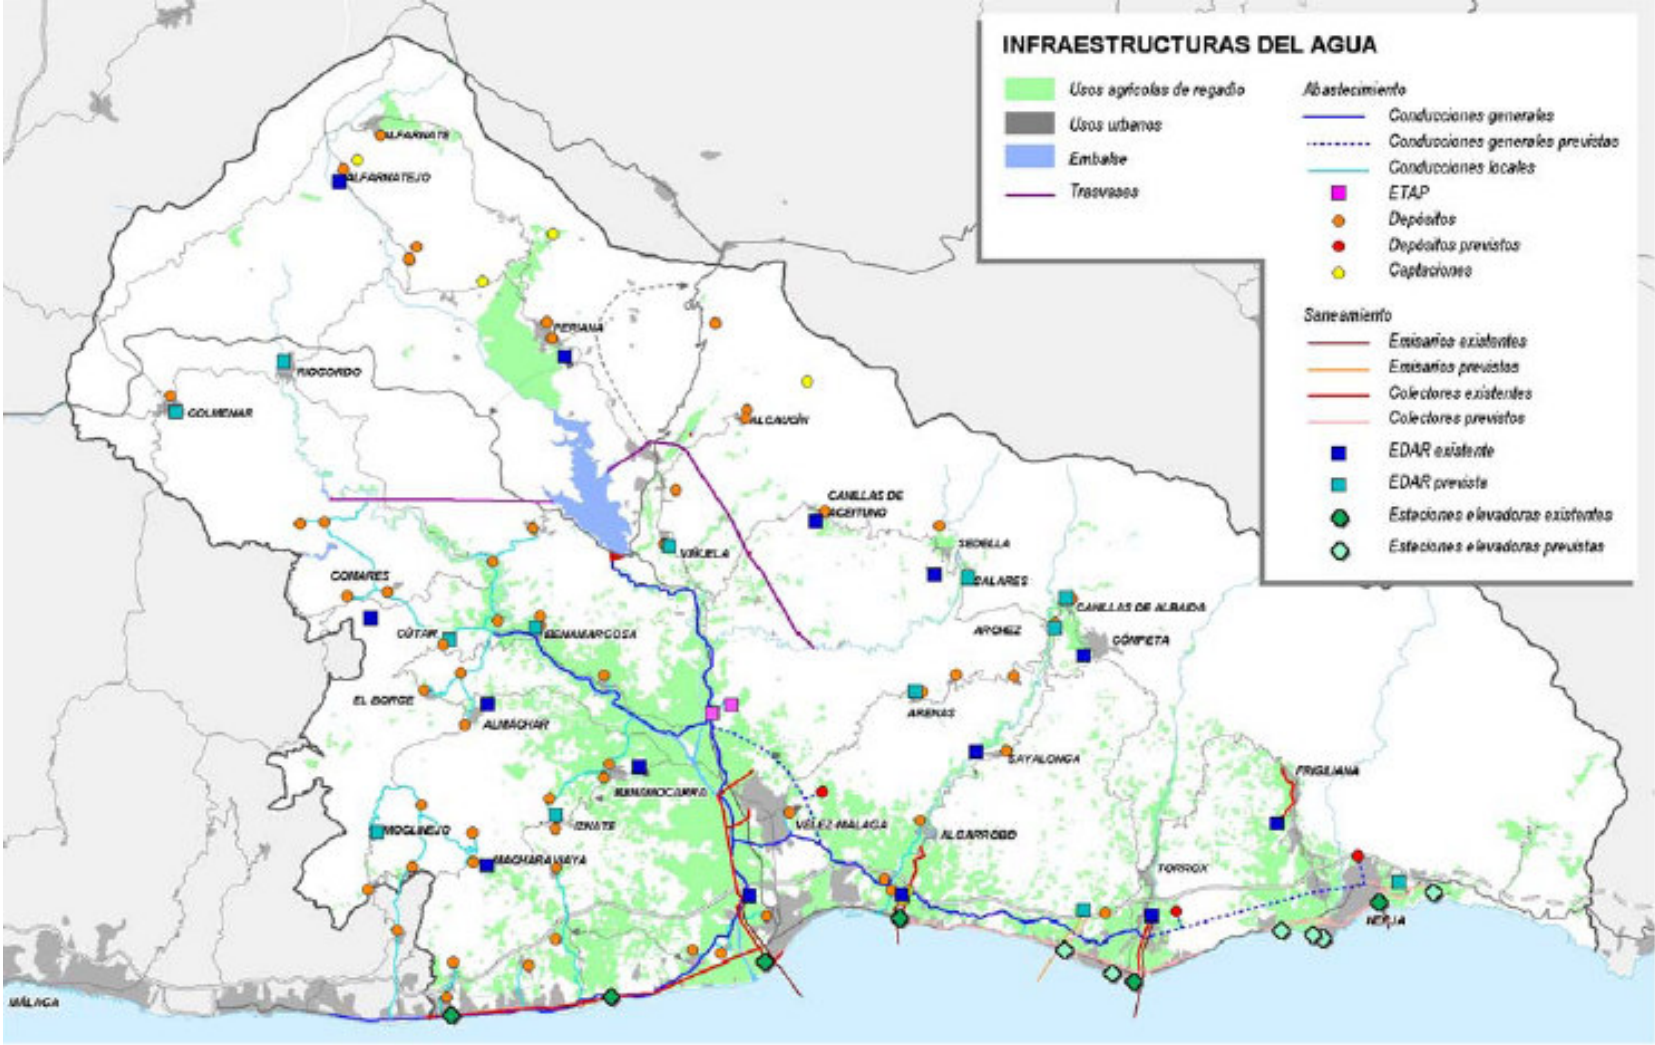 INFRAESTRUCTURAS DEL AGUA
Usos agrícolas de regadío
Usos urbanos
Embalse
Trasvases
Abastecimiento
Conducciones generales
Conducciones generales previstas
Conducciones locales
ETAP
Depósitos
Depósitos previstos
Captaciones
Saneamiento
Emisarios existentes
Emisarios previstos
Colectores existentes
Colectores previstos
EDAR existente
EDAR prevista
Estaciones elevadoras existentes
Estaciones elevadoras previstas
ALFARNATE
ALFARNATEJO
PERIANA
RIOGORDO
COLMENAR
ALCAUCÍN
CANILLAS DE
ACEITUNO
SEDELLA
VIÑUELA
SALARES
COMARES
CANILLAS DE ALBAIDA
CÚTAR
BENAMARGOSA
ARCHEZ
CÓMPETA
EL BORGE
ARENAS
ALMÁCHAR
SAYALONGA
FRIGILIANA
BENAMOCARRA
IZNATE
VÉLEZ-MÁLAGA
MOCLINEJO
ALGARROBO
MACHARAVIAYA
TORROX
NERJA
MÁLAGA